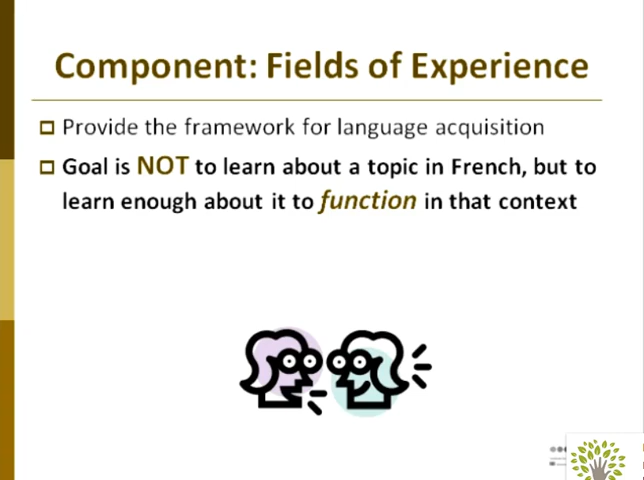 Component: Fields of Experience
Provide the framework for language acquisition
Goal is NOT to learn about a topic in French, but to
learn enough about it to function in that context